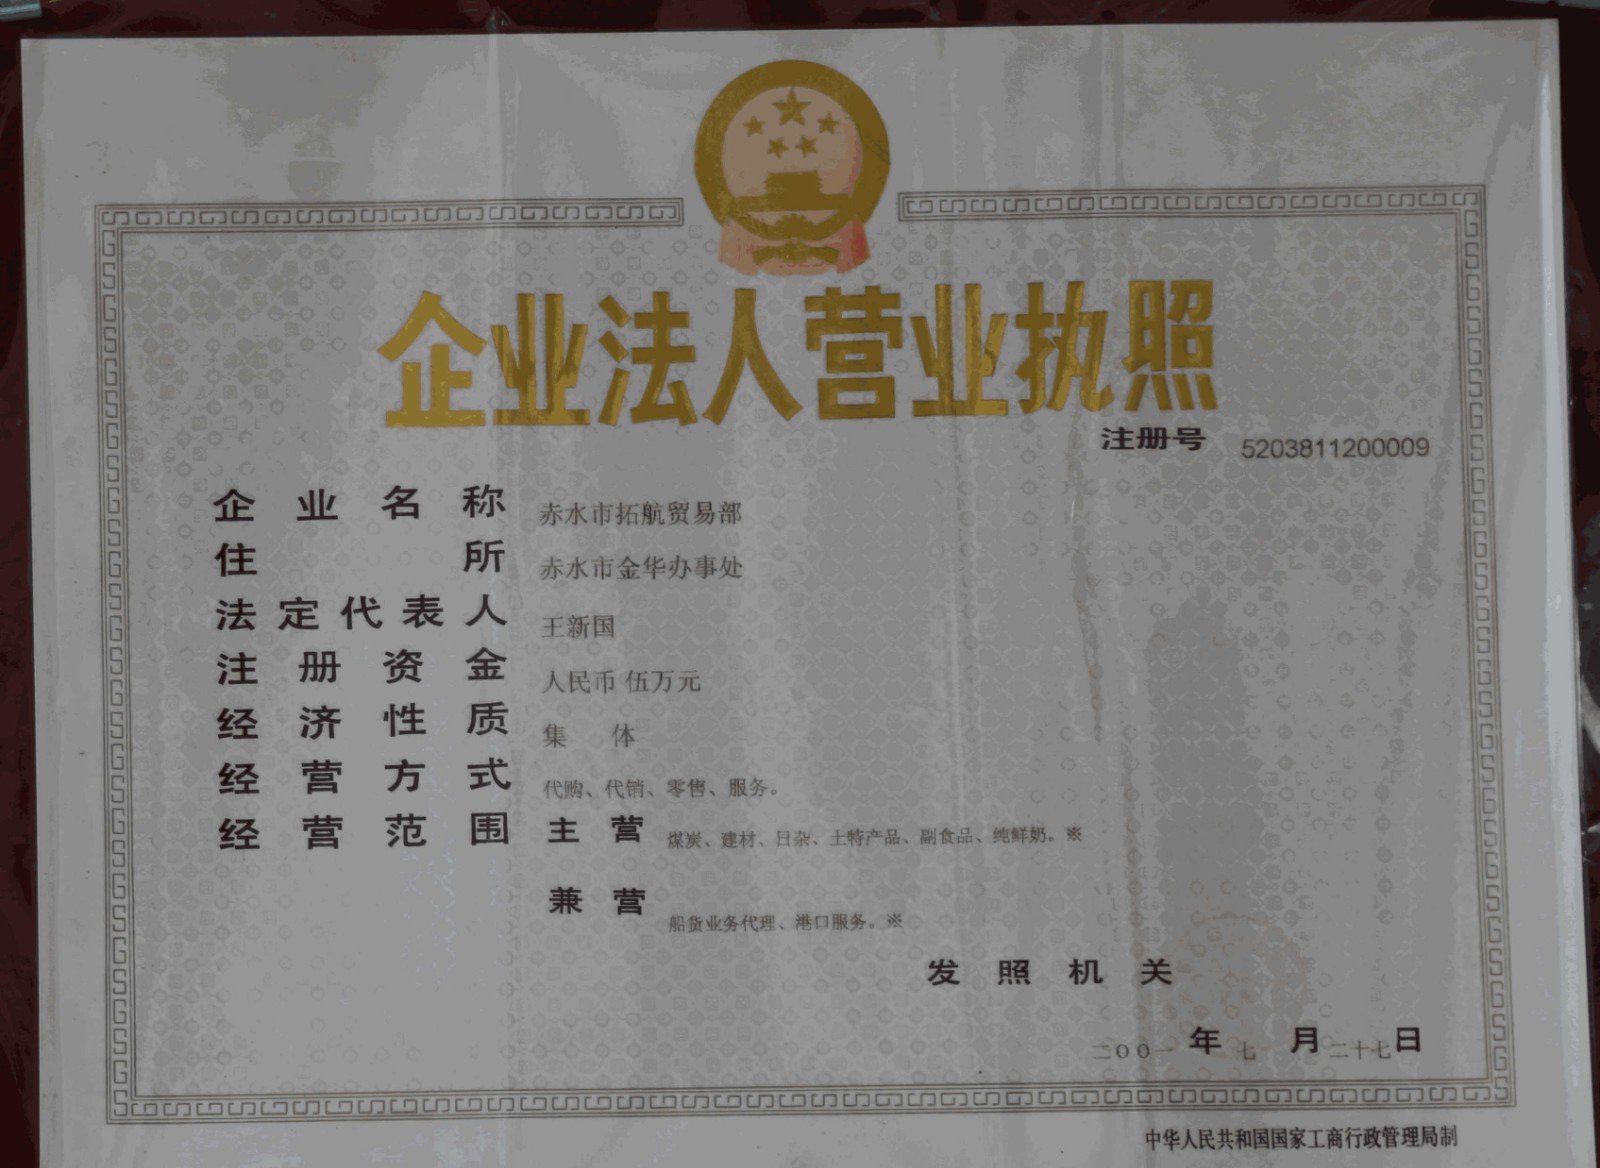 企业法人营业执照
注册号 5203811200009
企业名称 赤水市拓航贸易部
住所 赤水市金华办事处
法定代表人 王新国
注册资金 人民币 伍万元
经济性质 集体
经营方式 代购、代销、零售、服务。
经营范围 主营 煤炭、建材、日杂、土特产品、副食品、纯鲜奶。※
兼营 船货业务代理、港口服务。※
发照机关
二00一年七月二十七日
中华人民共和国国家工商行政管理局制